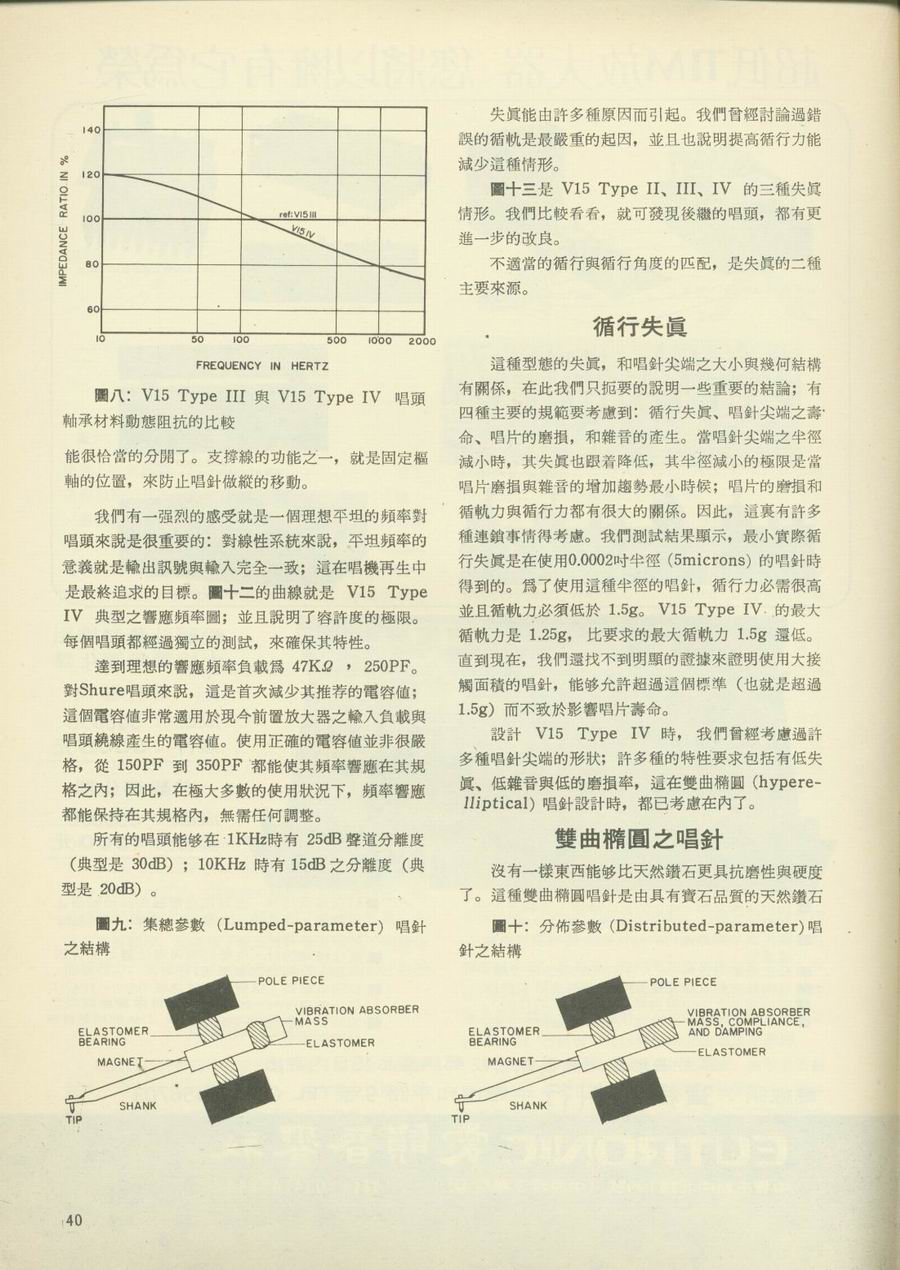 IMPEDANCE RATIO IN %
140
120
100
80
60
ref: V15 III
V15 IV
10 50 100 500 1000 2000
FREQUENCY IN HERTZ
圖八：V15 Type III 與 V15 Type IV 唱頭
軸承材料動態阻抗的比較
能很恰當的分開了。支撐線的功能之一，就是固定樞
軸的位置，來防止唱針做縱的移動。
我們有一强烈的感受就是一個理想平坦的頻率對
唱頭來說是很重要的：對線性系統來說，平坦頻率的
意義就是輸出訊號與輸入完全一致；這在唱機再生中
是最終追求的目標。圖十二的曲線就是 V15 Type
IV 典型之響應頻率圖；並且說明了容許度的極限。
每個唱頭都經過獨立的測試，來確保其特性。
達到理想的響應頻率負載爲 47KΩ，250PF。
對Shure唱頭來說，這是首次減少其推荐的電容値；
這個電容値非常適用於現今前置放大器之輸入負載與
唱頭繞線產生的電容値。使用正確的電容値並非很嚴
格，從 150PF 到 350PF 都能使其頻率響應在其規
格之內；因此，在極大多數的使用狀況下，頻率響應
都能保持在其規格內，無需任何調整。
所有的唱頭能够在 1KHz時有 25dB 聲道分離度
（典型是 30dB）；10KHz 時有 15dB 之分離度（典
型是 20dB）。
圖九：集總參數（Lumped-parameter）唱針
之結構
POLE PIECE
VIBRATION ABSORBER
MASS
ELASTOMER
BEARING
ELASTOMER
MAGNET
SHANK
TIP
失眞能由許多種原因而引起。我們曾經討論過錯
誤的循軌是最嚴重的起因，並且也說明提高循行力能
減少這種情形。
圖十三是 V15 Type II、III、IV 的三種失眞
情形。我們比較看看，就可發現後繼的唱頭，都有更
進一步的改良。
不適當的循行與循行角度的匹配，是失眞的二種
主要來源。
循行失眞
這種型態的失眞，和唱針尖端之大小與幾何結構
有關係，在此我們只扼要的說明一些重要的結論；有
四種主要的規範要考慮到：循行失眞、唱針尖端之壽
命、唱片的磨損，和雜音的產生。當唱針尖端之半徑
減小時，其失眞也跟着降低，其半徑減小的極限是當
唱片磨損與雜音的增加趨勢最小時候；唱片的磨損和
循軌力與循行力都有很大的關係。因此，這裏有許多
種連鎖事情得考慮。我們測試結果顯示，最小實際循
行失眞是在使用0.0002吋半徑（5microns）的唱針時
得到的。爲了使用這種半徑的唱針，循行力必需很高
並且循軌力必須低於 1.5g。V15 Type IV 的最大
循軌力是 1.25g，比要求的最大循軌力 1.5g 還低。
直到現在，我們還找不到明顯的證據來證明使用大接
觸面積的唱針，能够允許超過這個標準（也就是超過
1.5g）而不致於影響唱片壽命。
設計 V15 Type IV 時，我們曾經考慮過許
多種唱針尖端的形狀；許多種的特性要求包括有低失
眞、低雜音與低的磨損率，這在雙曲橢圓（hypere-
lliptical）唱針設計時，都已考慮在內了。
雙曲橢圓之唱針
沒有一樣東西能够比天然鑽石更具抗磨性與硬度
了。這種雙曲橢圓唱針是由具有寶石品質的天然鑽石
圖十：分佈參數（Distributed-parameter）唱
針之結構
POLE PIECE
VIBRATION ABSORBER
MASS, COMPLIANCE,
AND DAMPING
ELASTOMER
BEARING
ELASTOMER
MAGNET
SHANK
TIP
40